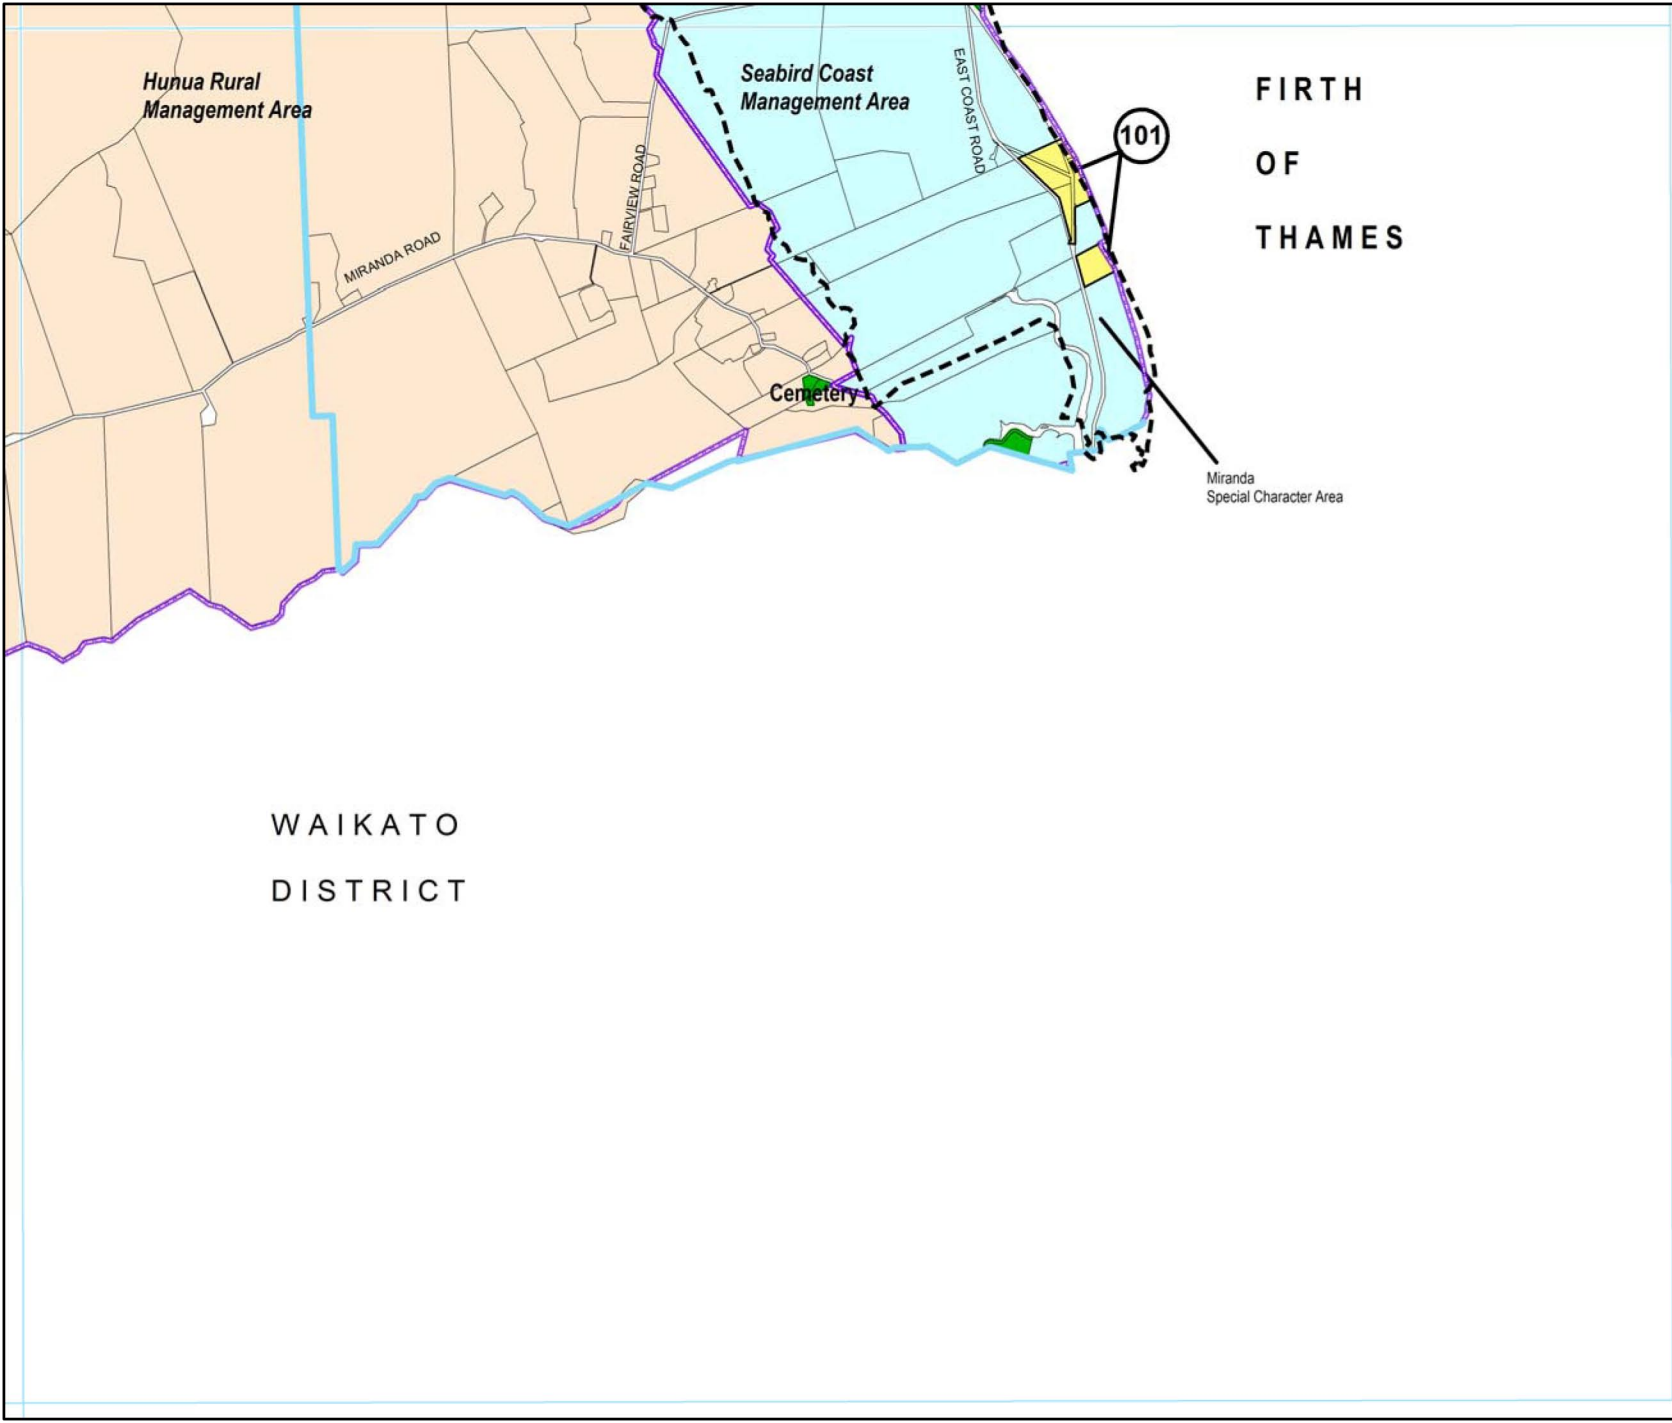 Hunua Rural
Management Area
Seabird Coast
Management Area
EAST COAST ROAD
FIRTH
OF
THAMES
101
FAIRVIEW ROAD
MIRANDA ROAD
Cemetery
Miranda
Special Character Area
WAIKATO
DISTRICT